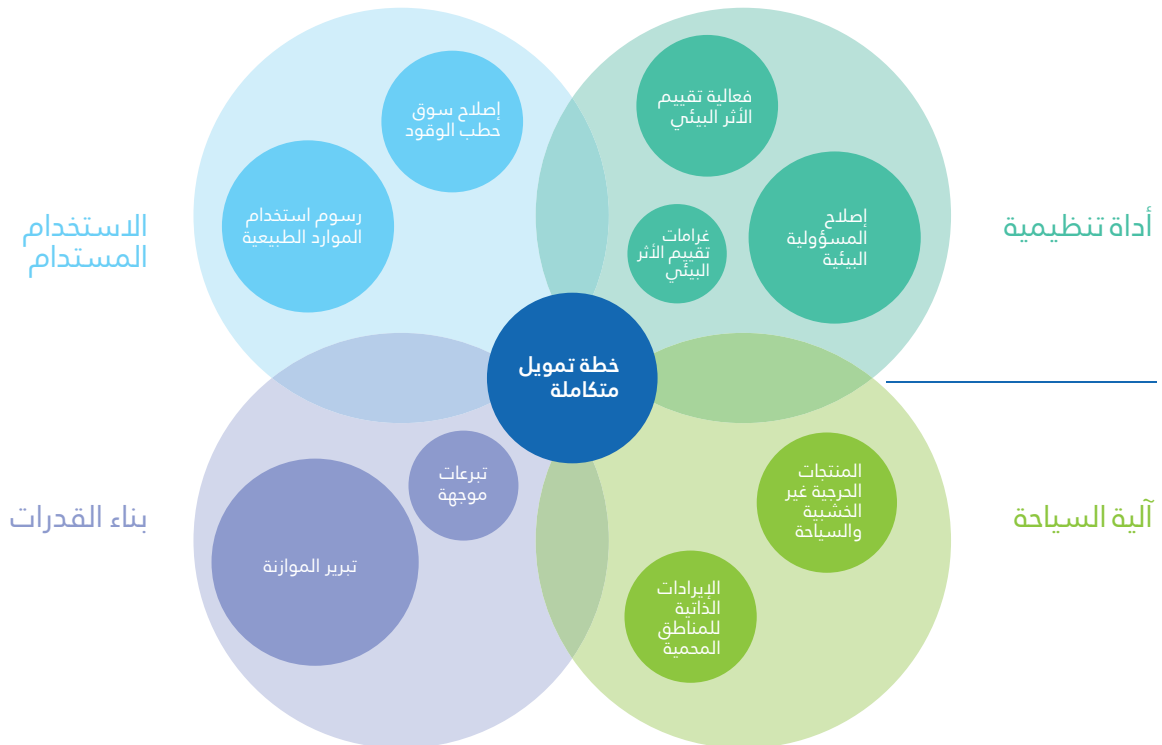 أداة تنظيمية
فعالية تقييم
الأثر البيئي
إصلاح
المسؤولية
البيئية
غرامات
تقييم الأثر
البيئي
الاستخدام
المستدام
إصلاح سوق
حطب الوقود
رسوم استخدام
الموارد الطبيعية
خطة تمويل
متكاملة
آلية السياحة
المنتجات
الحرجية غير
الخشبية
والسياحة
الإيرادات
الذاتية
للمناطق
المحمية
بناء القدرات
تبرعات
موجهة
تبرير الموازنة